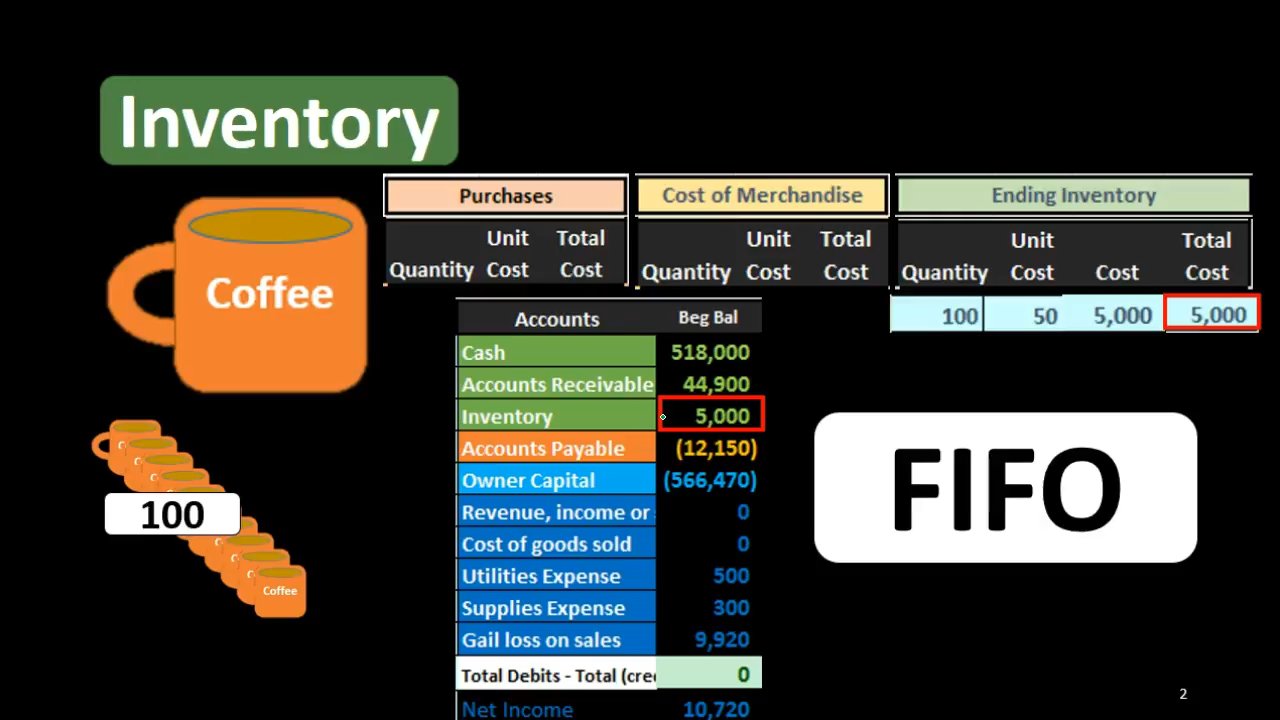 Inventory
Purchases
Cost of Merchandise
Ending Inventory
Quantity Unit Cost Total Cost
Quantity Unit Cost Total Cost
Quantity Unit Cost Cost Total Cost
100 50 5,000 5,000
Coffee
Accounts Beg Bal
Cash 518,000
Accounts Receivable 44,900
Inventory 5,000
Accounts Payable (12,150)
Owner Capital (566,470)
Revenue, income or 0
Cost of goods sold 0
Utilities Expense 500
Supplies Expense 300
Gail loss on sales 9,920
Total Debits - Total (cre 0
Net Income 10,720
100
Coffee
FIFO
2